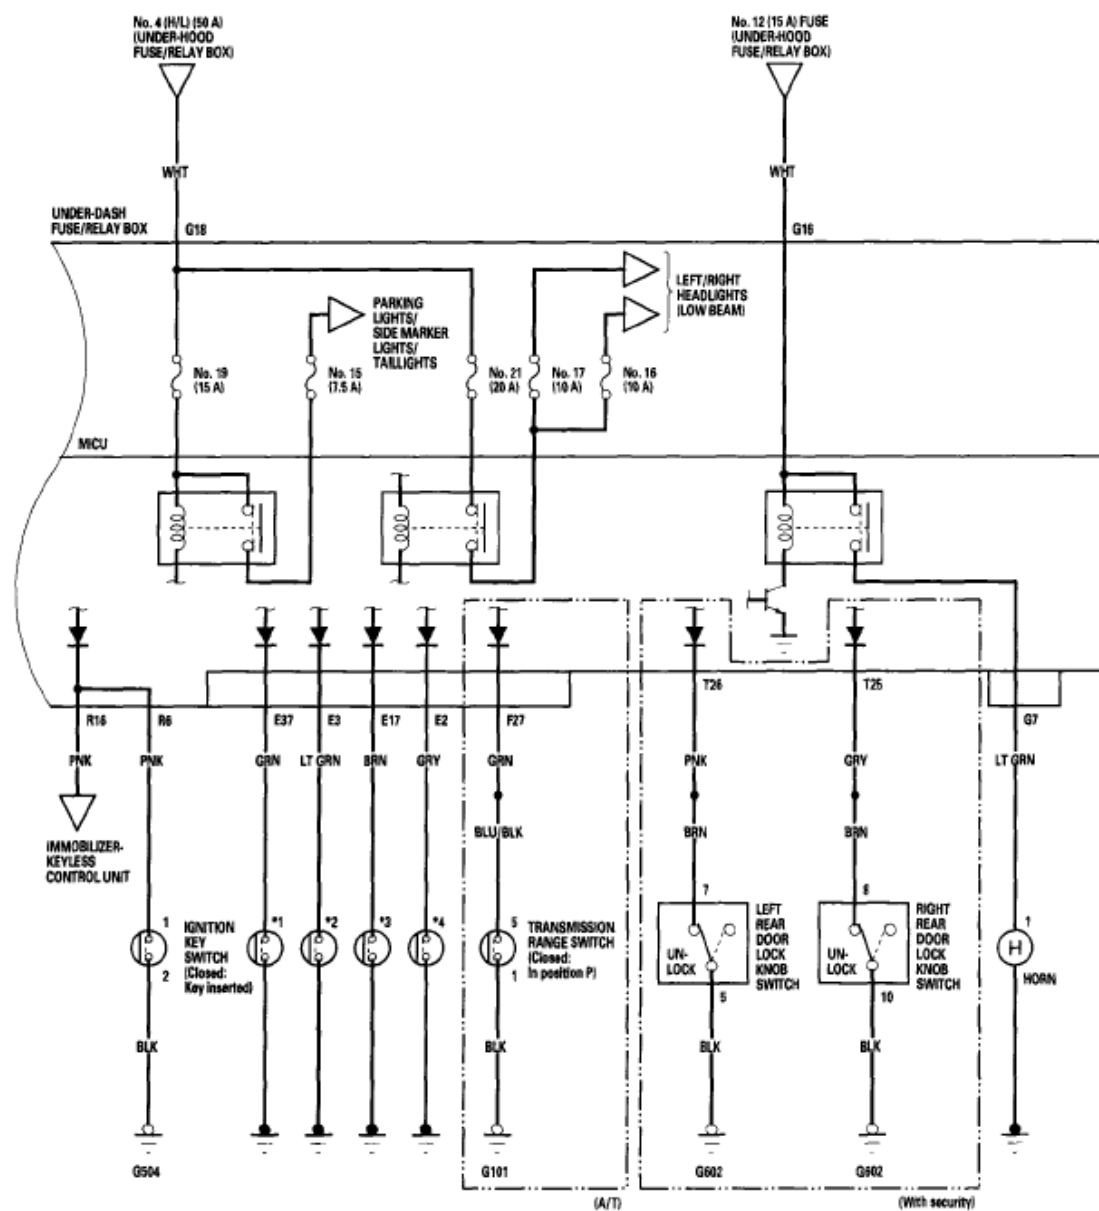 No. 4 (H/L) (50 A)
(UNDER-HOOD
FUSE/RELAY BOX)
No. 12 (15 A) FUSE
(UNDER-HOOD
FUSE/RELAY BOX)
WHT
WHT
UNDER-DASH
FUSE/RELAY BOX
G18
G16
PARKING
LIGHTS/
SIDE MARKER
LIGHTS/
TAILLIGHTS
LEFT/RIGHT
HEADLIGHTS
(LOW BEAM)
No. 19
(15 A)
No. 15
(7.5 A)
No. 21
(20 A)
No. 17
(10 A)
No. 16
(10 A)
MICU
T26
T25
R16
R6
E37
E3
E17
E2
F27
G7
PNK
PNK
GRN
LT GRN
BRN
GRY
GRN
PNK
GRY
LT GRN
BLU/BLK
BRN
BRN
IMMOBILIZER-
KEYLESS
CONTROL UNIT
1
2
IGNITION
KEY
SWITCH
(Closed:
Key inserted)
*1
*2
*3
*4
5
1
TRANSMISSION
RANGE SWITCH
(Closed:
In position P)
7
UN-
LOCK
5
LEFT
REAR
DOOR
LOCK
KNOB
SWITCH
8
UN-
LOCK
10
RIGHT
REAR
DOOR
LOCK
KNOB
SWITCH
1
H
HORN
BLK
BLK
BLK
BLK
G504
G101
G602
G602
(A/T)
(With security)